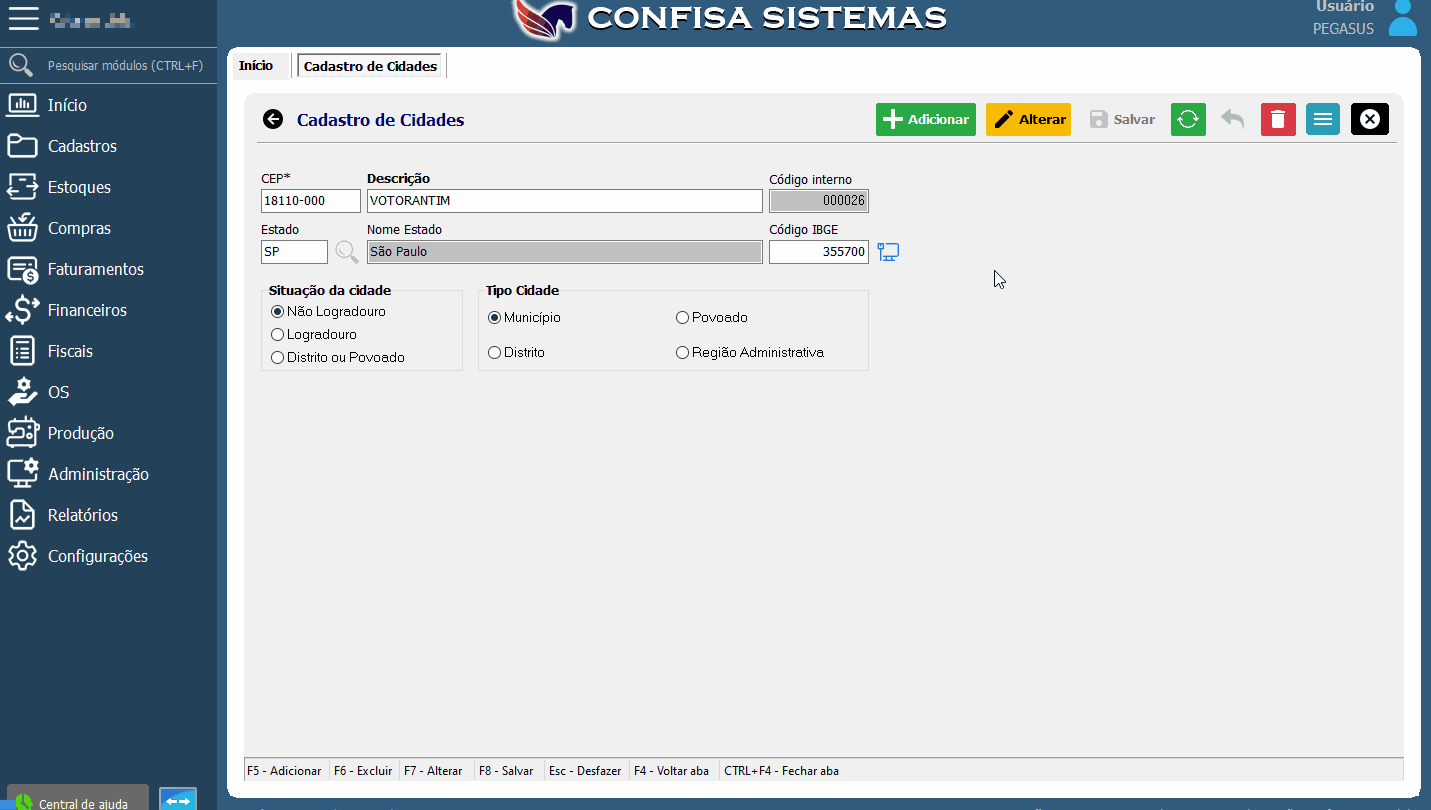 CONFISA SISTEMAS
Usuário
PEGASUS
Pesquisar módulos (CTRL+F)
Início
Cadastros
Estoques
Compras
Faturamentos
Financeiros
Fiscais
OS
Produção
Administração
Relatórios
Configurações
Central de ajuda
Início
Cadastro de Cidades
Cadastro de Cidades
Adicionar
Alterar
Salvar
CEP* Descrição Código interno
18110-000 VOTORANTIM 000026
Estado Nome Estado Código IBGE
SP São Paulo 355700
Situação da cidade
Não Logradouro
Logradouro
Distrito ou Povoado
Tipo Cidade
Município Povoado
Distrito Região Administrativa
F5 - Adicionar F6 - Excluir F7 - Alterar F8 - Salvar Esc - Desfazer F4 - Voltar aba CTRL+F4 - Fechar aba